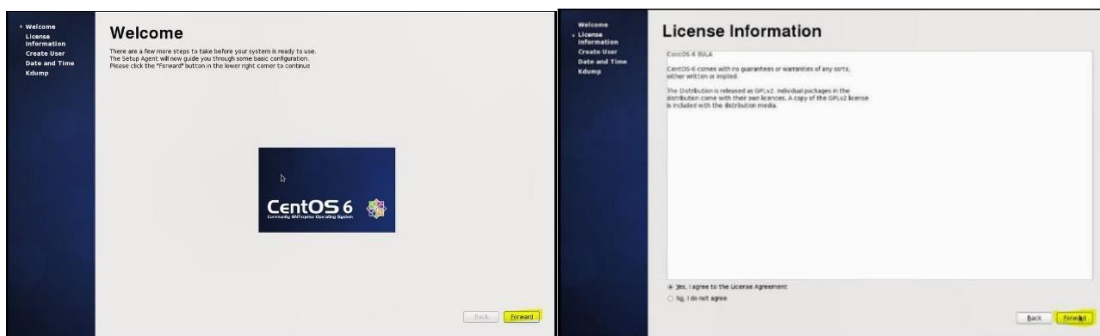 Welcome
License
Information
Create User
Date and Time
Kdump
Welcome
There are a few more steps to take before your system is ready to use.
The Setup Agent will now guide you through some basic configuration.
Please click the "Forward" button in the lower right corner to continue
CentOS 6
Community ENTerprise Operating System
Back
Forward
Welcome
License
Information
Create User
Date and Time
Kdump
License Information
CentOS-6 EULA
CentOS-6 comes with no guarantees or warranties of any sorts,
either written or implied.
The Distribution is released as GPLv2. Individual packages in the
distribution come with their own licences. A copy of the GPLv2 license
is included with the distribution media.
Yes, I agree to the License Agreement
No, I do not agree
Back
Forward